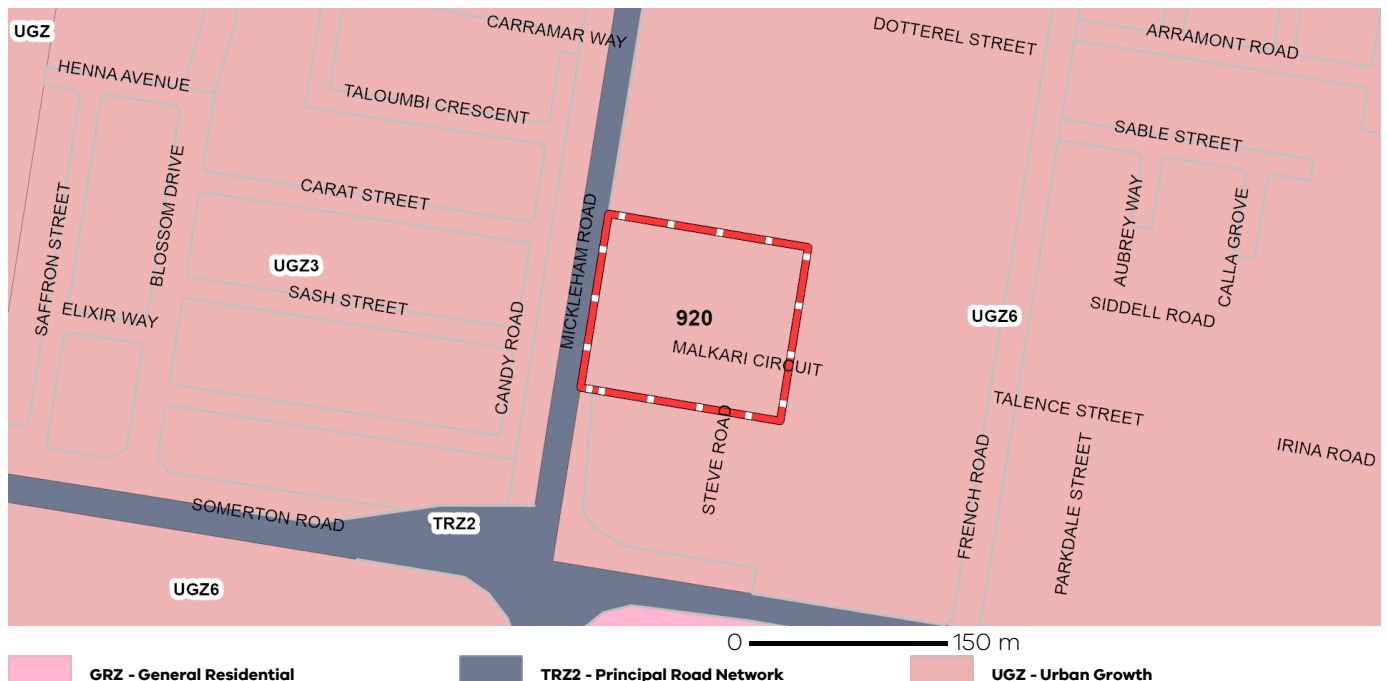 UGZ
CARRAMAR WAY
DOTTEREL STREET
ARRAMONT ROAD
HENNA AVENUE
TALOUMBI CRESCENT
SABLE STREET
CARAT STREET
SAFFRON STREET
BLOSSOM DRIVE
MICKLEHAM ROAD
AUBREY WAY
CALLA GROVE
UGZ3
SASH STREET
ELIXIR WAY
CANDY ROAD
920
MALKARI CIRCUIT
UGZ6
SIDDELL ROAD
TALENCE STREET
STEVE ROAD
FRENCH ROAD
PARKDALE STREET
IRINA ROAD
SOMERTON ROAD
TRZ2
UGZ6
0 150 m
GRZ - General Residential
TRZ2 - Principal Road Network
UGZ - Urban Growth